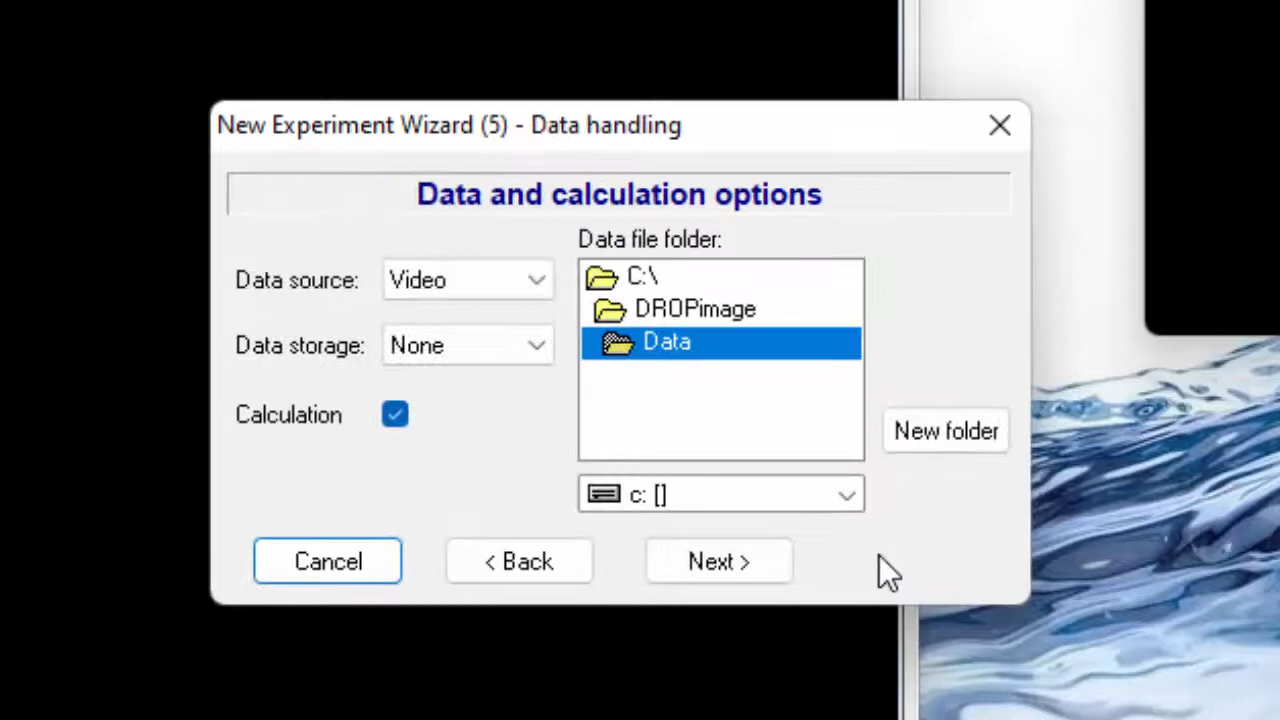 New Experiment Wizard (5) - Data handling
Data and calculation options
Data file folder:
Data source: Video
C:\
DROPimage
Data
Data storage: None
Calculation
New folder
c: []
Cancel
< Back
Next >